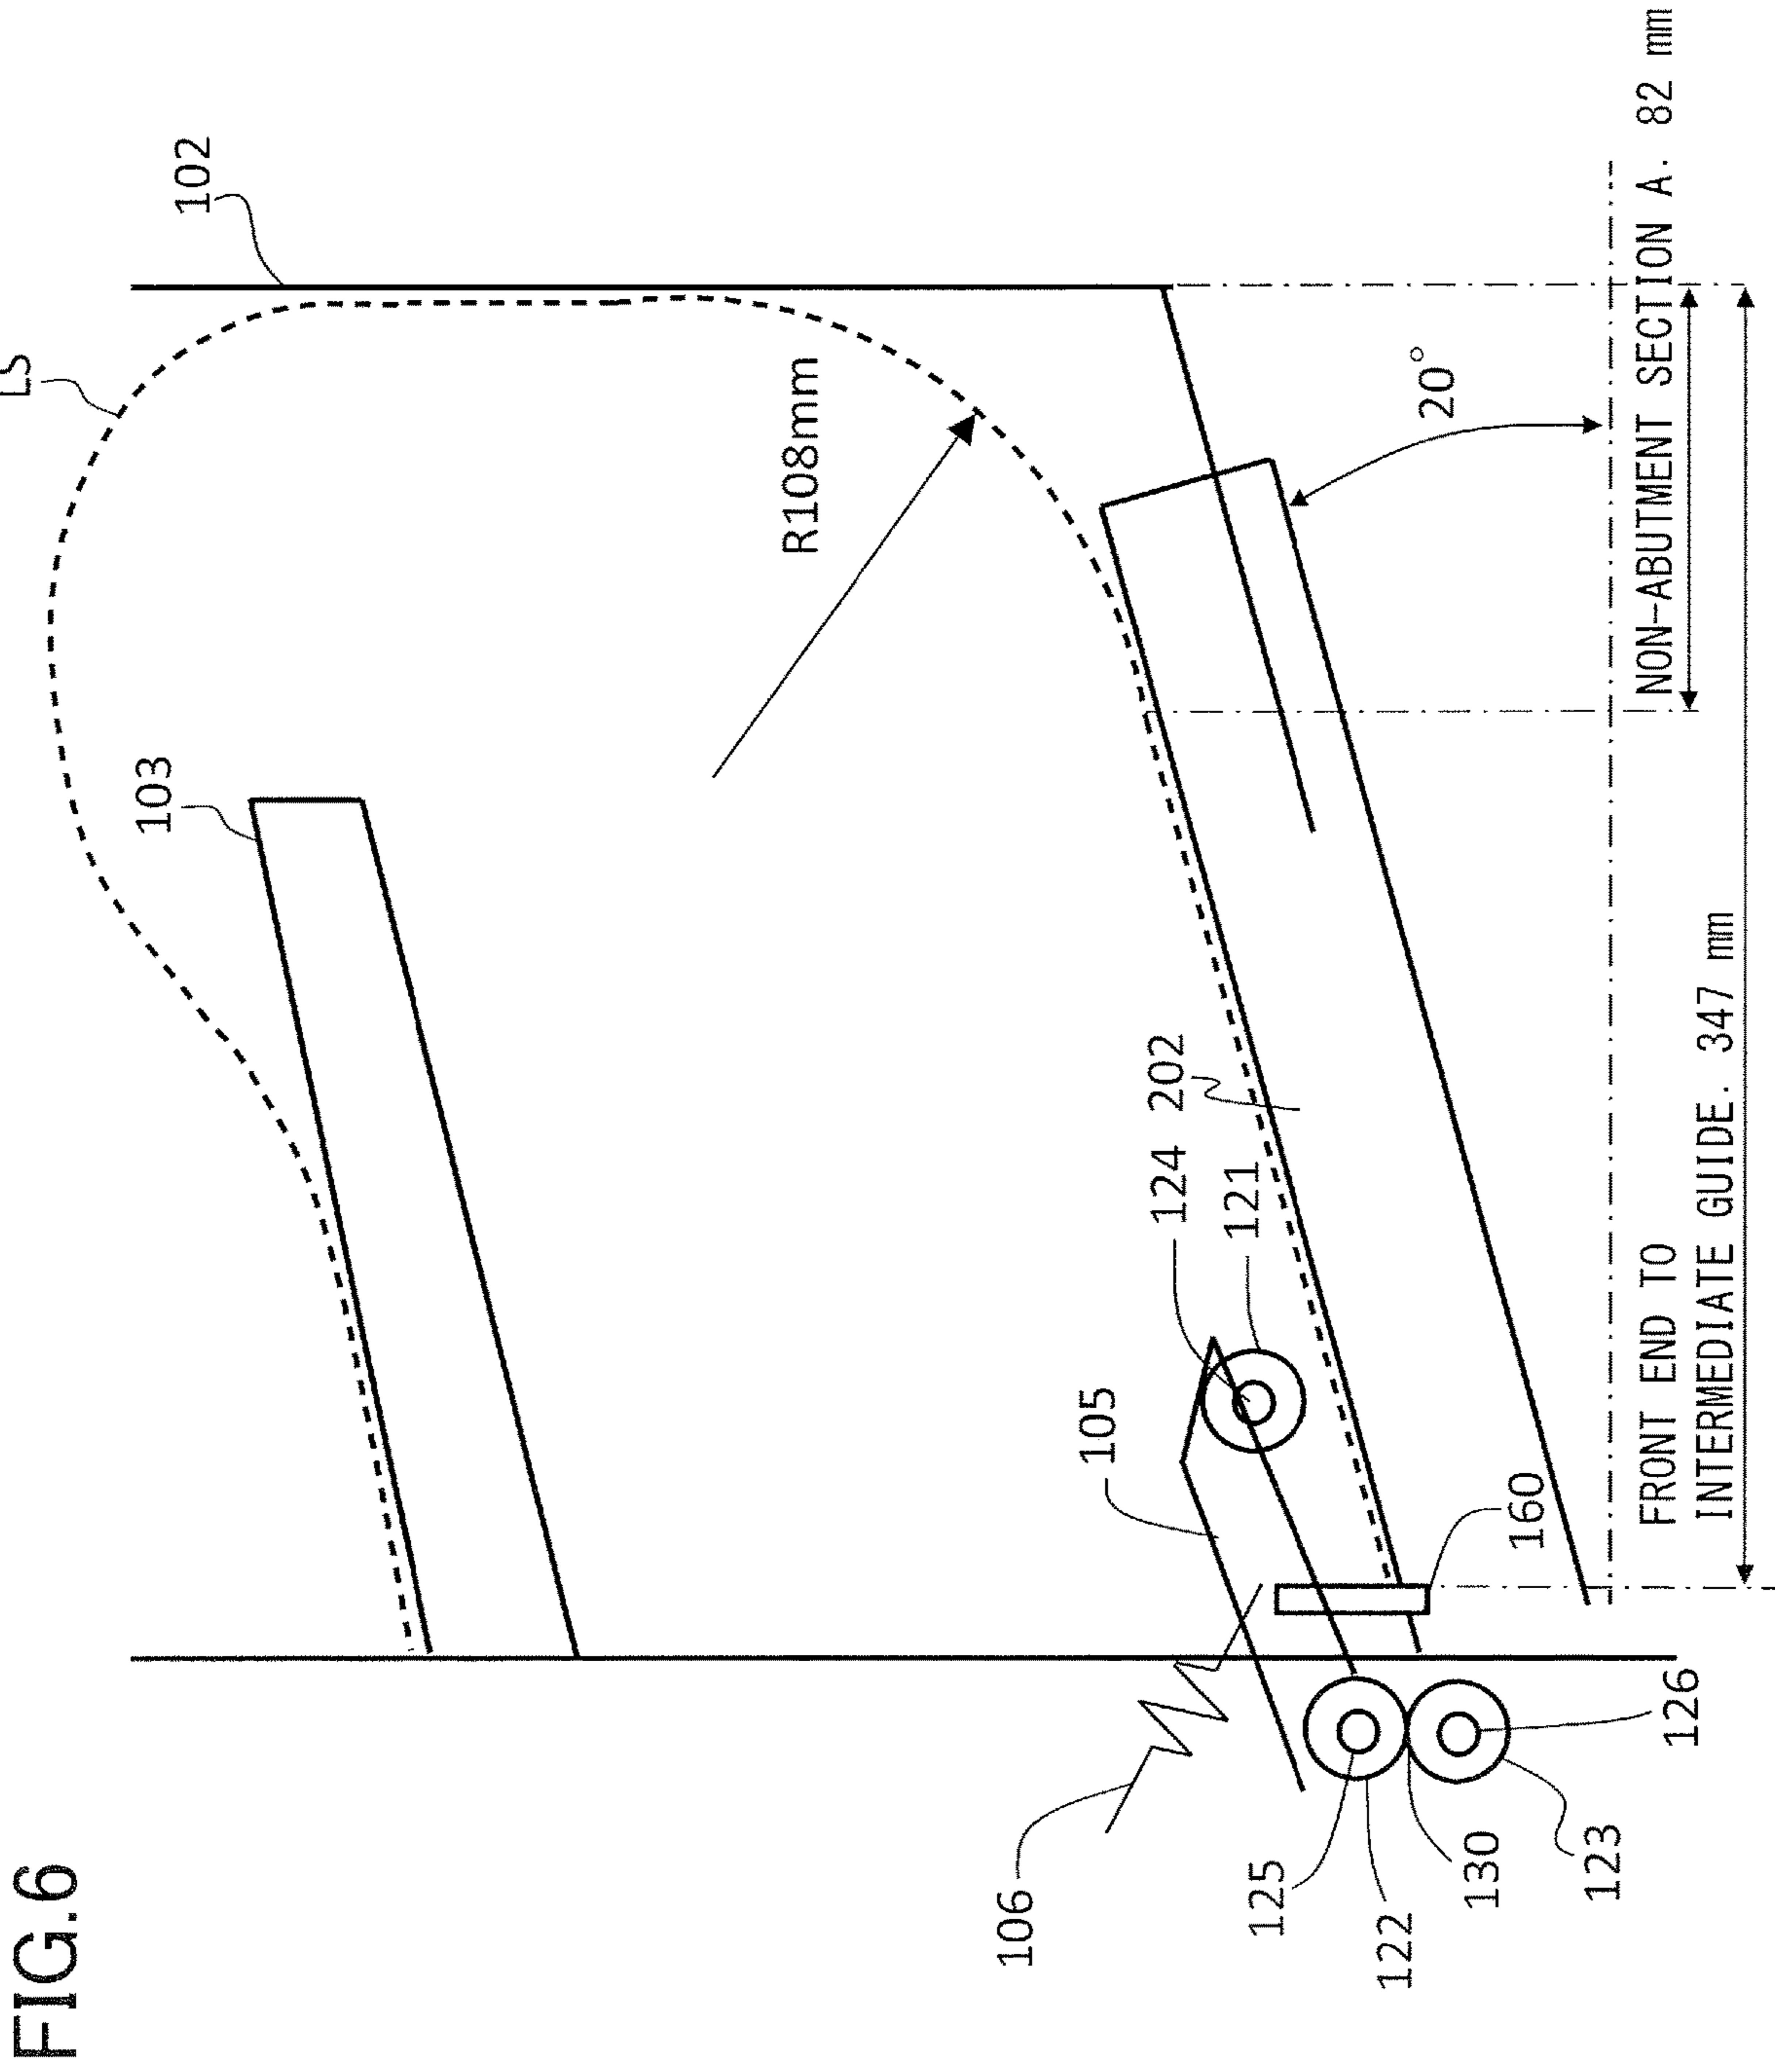 FIG.6
LS
102
103
R108mm
20°
NON-ABUTMENT SECTION A. 82 mm
FRONT END TO
INTERMEDIATE GUIDE. 347 mm
202
124
121
105
160
106
125
122
130
123
126